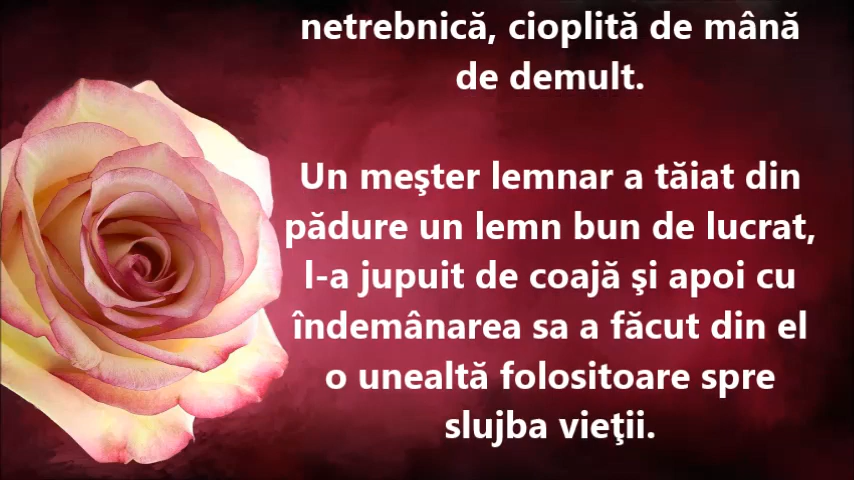 netrebnică, cioplită de mână
de demult.
Un meşter lemnar a tăiat din
pădure un lemn bun de lucrat,
l-a jupuit de coajă şi apoi cu
îndemânarea sa a făcut din el
o unealtă folositoare spre
slujba vieţii.